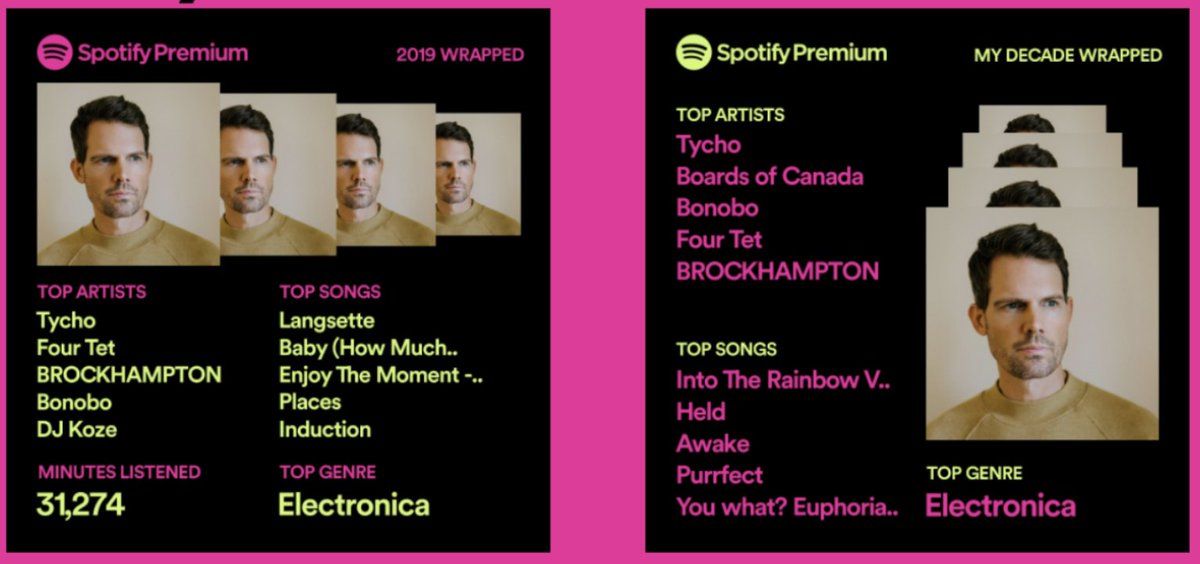 Spotify Premium
2019 WRAPPED
TOP ARTISTS
Tycho
Four Tet
BROCKHAMPTON
Bonobo
DJ Koze
TOP SONGS
Langsette
Baby (How Much..
Enjoy The Moment -..
Places
Induction
MINUTES LISTENED
31,274
TOP GENRE
Electronica
Spotify Premium
MY DECADE WRAPPED
TOP ARTISTS
Tycho
Boards of Canada
Bonobo
Four Tet
BROCKHAMPTON
TOP SONGS
Into The Rainbow V..
Held
Awake
Purrfect
You what? Euphoria..
TOP GENRE
Electronica